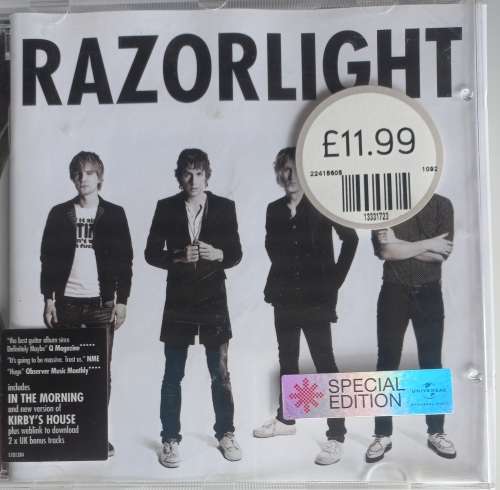 RAZORLIGHT
£11.99
22418605 1092
13331723
"the best guitar album since
Definitely Maybe" Q Magazine*****
"It's going to be massive. Trust us." NME
"Huge" Observer Music Monthly****
includes
IN THE MORNING
and new version of
KIRBY'S HOUSE
plus weblink to download
2 x UK bonus tracks
SPECIAL
EDITION
UNIVERSAL